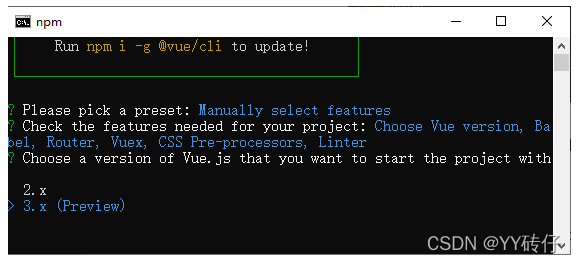 npm
Run npm i -g @vue/cli to update!
? Please pick a preset: Manually select features
? Check the features needed for your project: Choose Vue version, Ba
bel, Router, Vuex, CSS Pre-processors, Linter
? Choose a version of Vue.js that you want to start the project with
2.x
> 3.x (Preview)
CSDN @YY砖仔